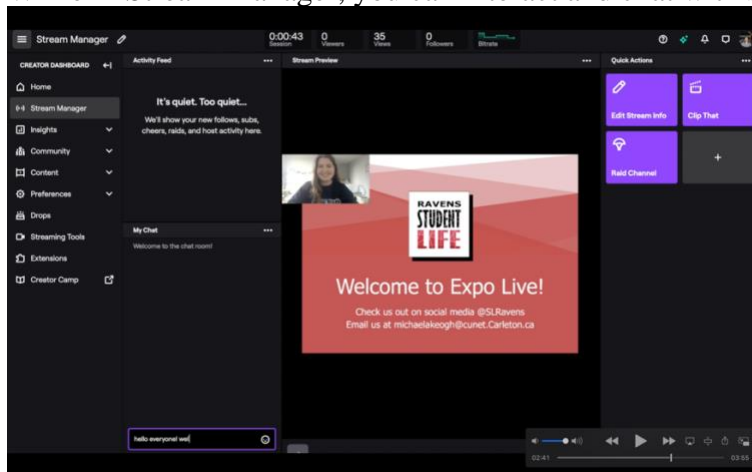 Stream Manager
0:00:43 0 35 0
Session Viewers Views Followers Bitrate
CREATOR DASHBOARD
Home
Stream Manager
Insights
Community
Content
Preferences
Drops
Streaming Tools
Extensions
Creator Camp
Activity Feed
It's quiet. Too quiet...
We'll show your new follows, subs,
cheers, raids, and host activity here.
My Chat
Welcome to the chat room!
hello everyone! wel
Stream Preview
RAVENS
STUDENT
LIFE
Welcome to Expo Live!
Check us out on social media @SLRavens
Email us at michaelakeogh@cunet.Carleton.ca
Quick Actions
Edit Stream Info
Clip That
Raid Channel
+
02:41 03:55